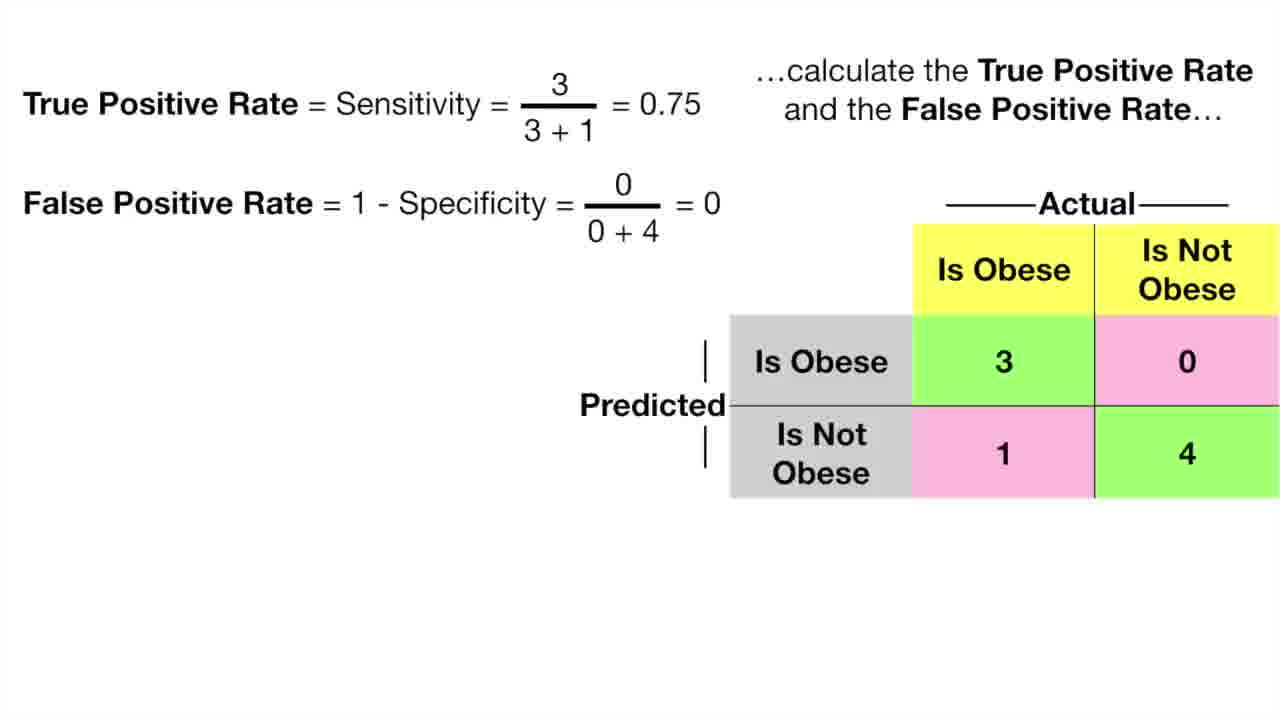 …calculate the True Positive Rate
and the False Positive Rate…
True Positive Rate = Sensitivity = 3 / 3 + 1 = 0.75
False Positive Rate = 1 - Specificity = 0 / 0 + 4 = 0
Actual
Is Obese
Is Not
Obese
Predicted
Is Obese
3
0
Is Not
Obese
1
4